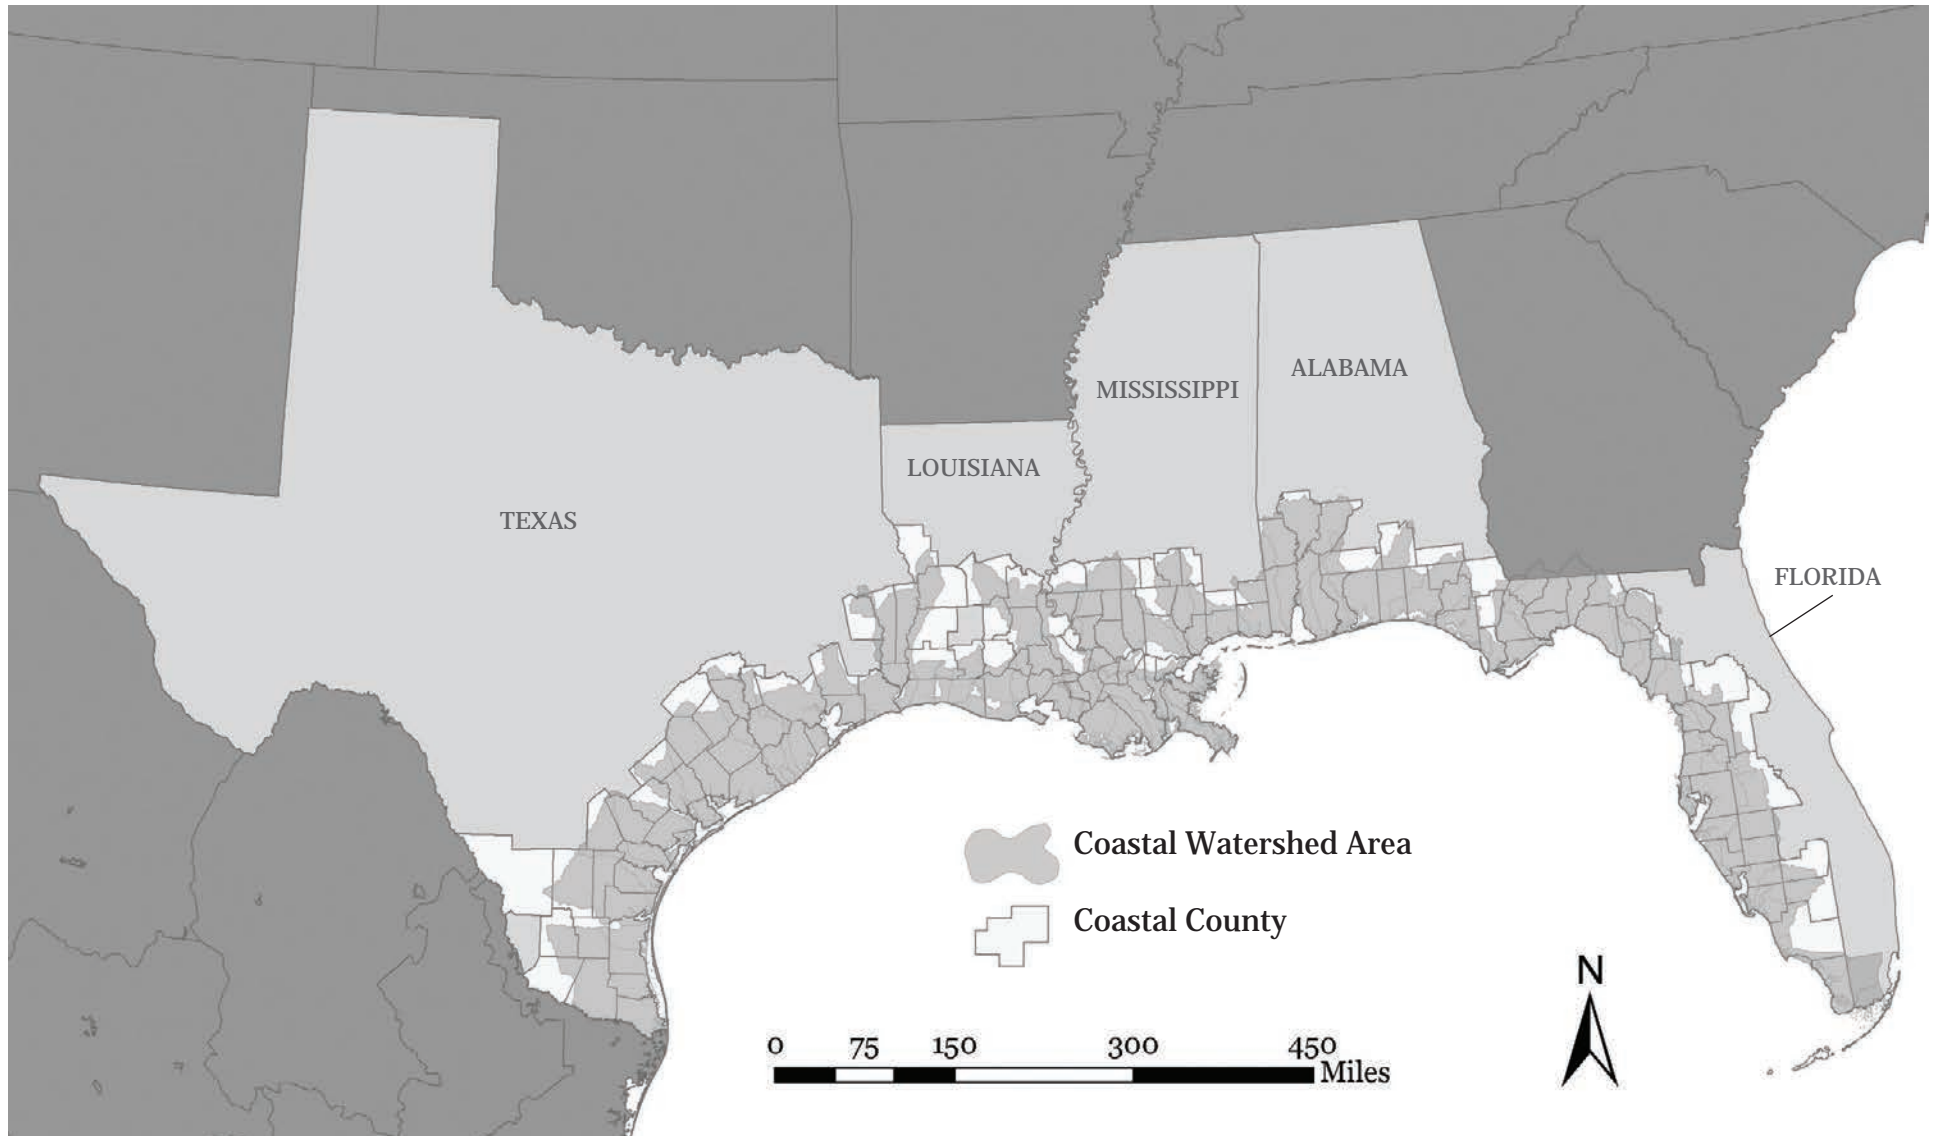 ALABAMA
MISSISSIPPI
LOUISIANA
TEXAS
FLORIDA
Coastal Watershed Area
Coastal County
N
0 75 150 300 450
Miles